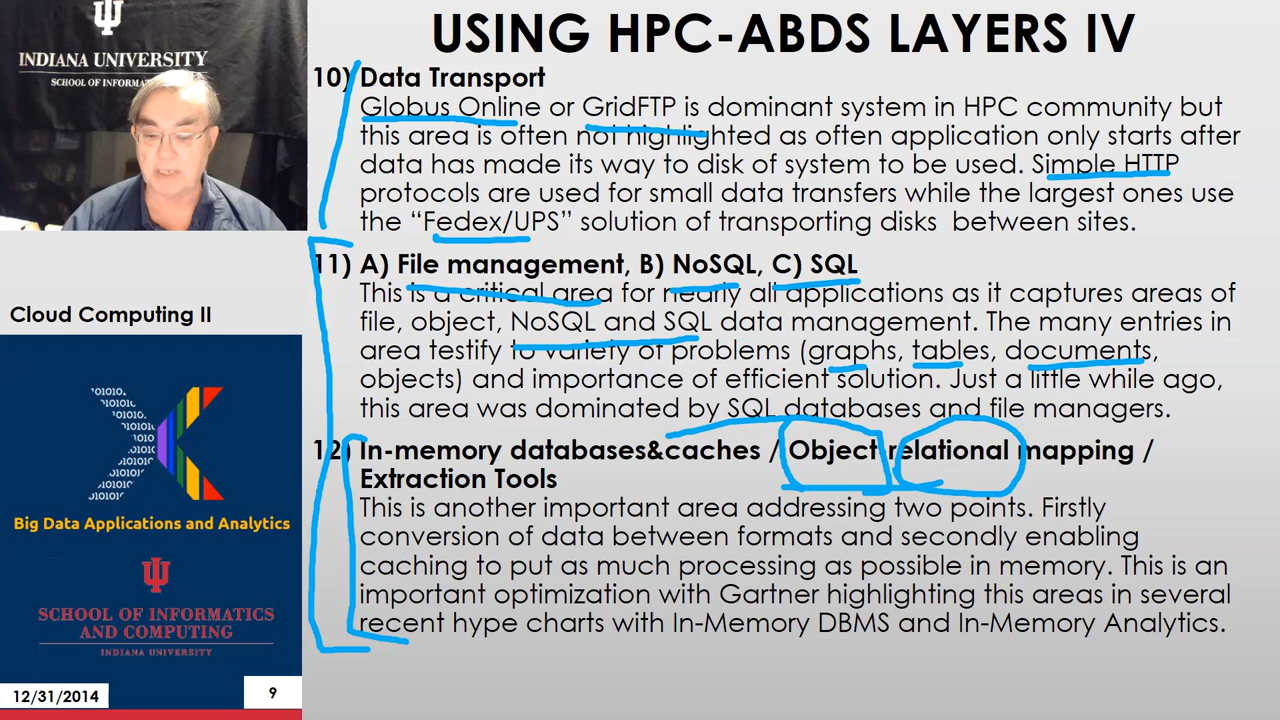 USING HPC-ABDS LAYERS IV
INDIANA UNIVERSITY
SCHOOL OF INFORMA
10) Data Transport
Globus Online or GridFTP is dominant system in HPC community but
this area is often not highlighted as often application only starts after
data has made its way to disk of system to be used. Simple HTTP
protocols are used for small data transfers while the largest ones use
the “Fedex/UPS” solution of transporting disks between sites.
11) A) File management, B) NoSQL, C) SQL
This is a critical area for nearly all applications as it captures areas of
file, object, NoSQL and SQL data management. The many entries in
area testify to variety of problems (graphs, tables, documents,
objects) and importance of efficient solution. Just a little while ago,
this area was dominated by SQL databases and file managers.
12) In-memory databases&caches / Object-relational mapping /
Extraction Tools
This is another important area addressing two points. Firstly
conversion of data between formats and secondly enabling
caching to put as much processing as possible in memory. This is an
important optimization with Gartner highlighting this areas in several
recent hype charts with In-Memory DBMS and In-Memory Analytics.
Cloud Computing II
Big Data Applications and Analytics
SCHOOL OF INFORMATICS
AND COMPUTING
INDIANA UNIVERSITY
12/31/2014
9